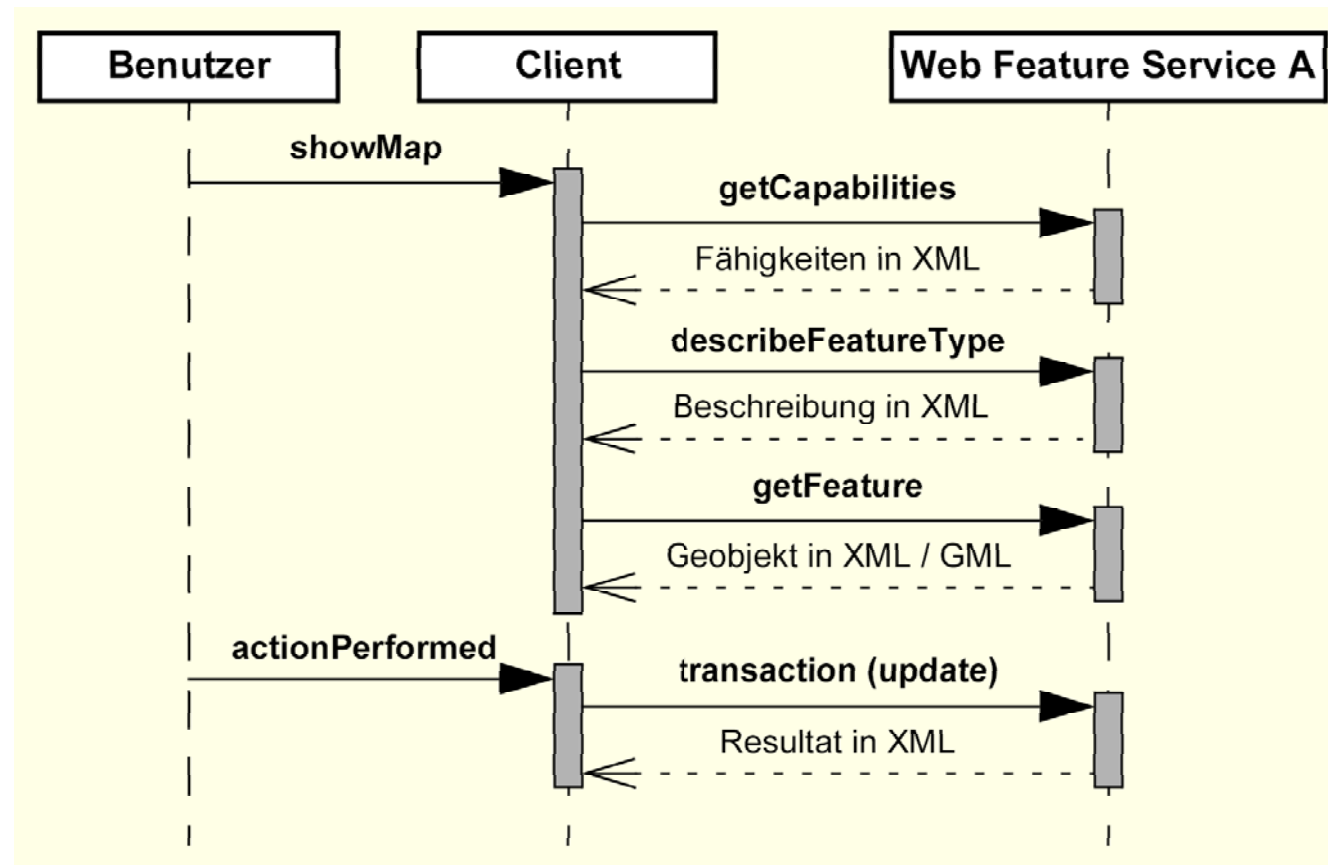 Benutzer
Client
Web Feature Service A
showMap
getCapabilities
Fähigkeiten in XML
describeFeatureType
Beschreibung in XML
getFeature
Geobjekt in XML / GML
actionPerformed
transaction (update)
Resultat in XML